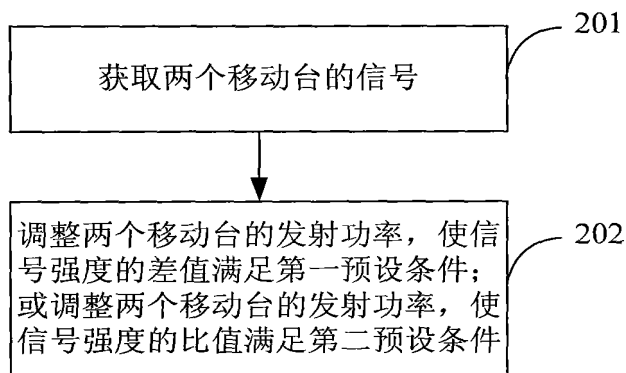 201
获取两个移动台的信号
202
调整两个移动台的发射功率，使信
号强度的差值满足第一预设条件；
或调整两个移动台的发射功率，使
信号强度的比值满足第二预设条件